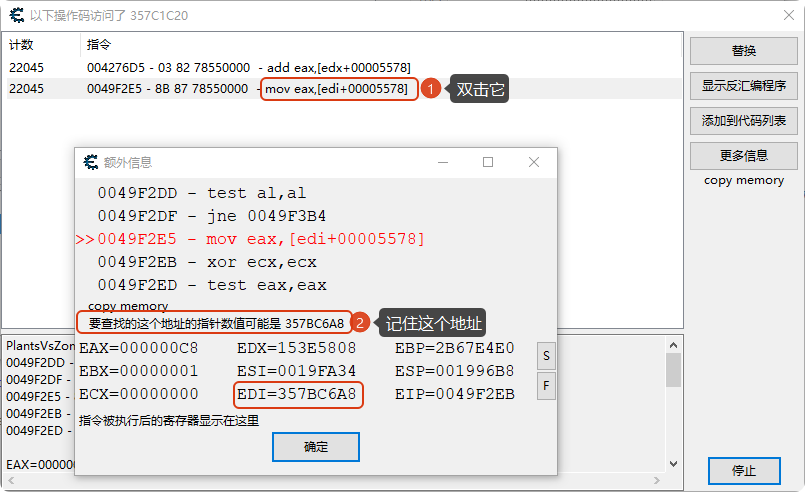 以下操作码访问了 357C1C20
计数 指令
22045 004276D5 - 03 82 78550000 - add eax,[edx+00005578]
22045 0049F2E5 - 8B 87 78550000 - mov eax,[edi+00005578]
1 双击它
替换
显示反汇编程序
添加到代码列表
更多信息
copy memory
额外信息
0049F2DD - test al,al
0049F2DF - jne 0049F3B4
>>0049F2E5 - mov eax,[edi+00005578]
0049F2EB - xor ecx,ecx
0049F2ED - test eax,eax
copy memory
要查找的这个地址的指针数值可能是 357BC6A8
2 记住这个地址
EAX=000000C8 EDX=153E5808 EBP=2B67E4E0
EBX=00000001 ESI=0019FA34 ESP=001996B8
ECX=00000000 EDI=357BC6A8 EIP=0049F2EB
S
F
指令被执行后的寄存器显示在这里
确定
PlantsVsZom
0049F2DD -
0049F2DF -
0049F2E5 -
0049F2EB -
0049F2ED -
EAX=00000
停止